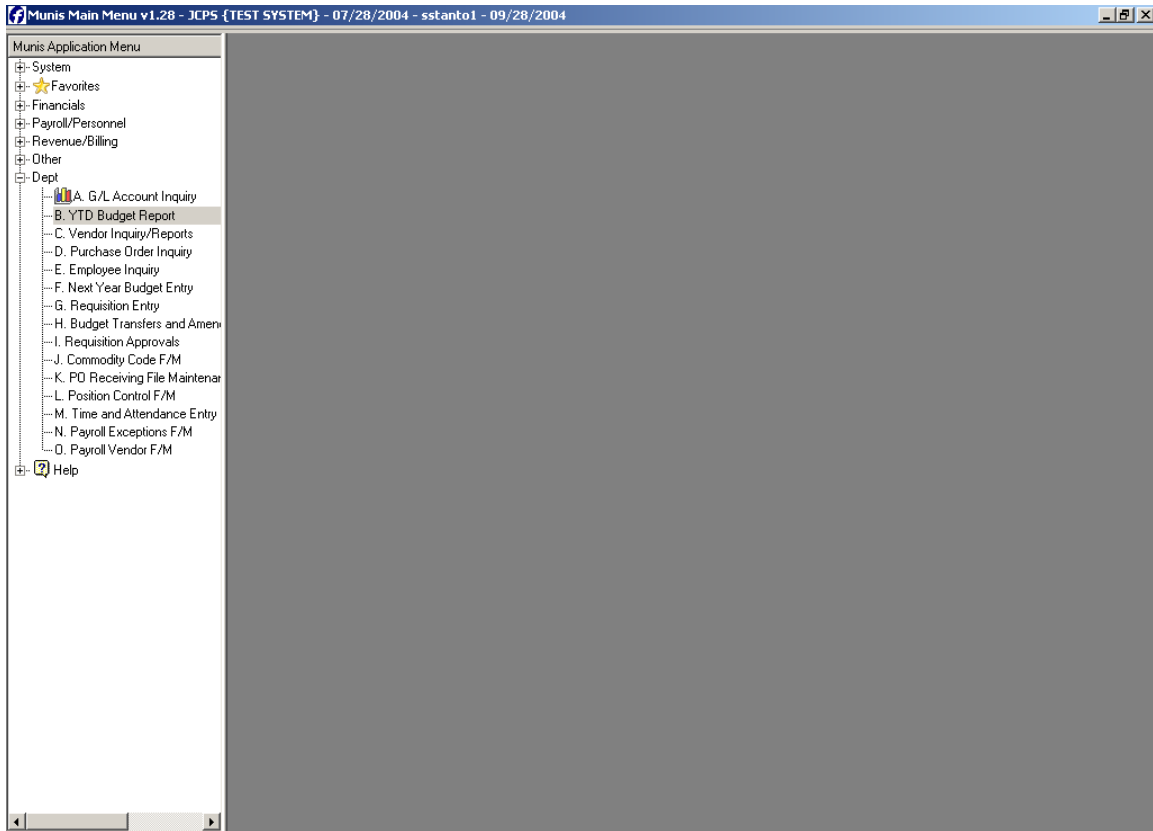 Munis Main Menu v1.28 - JCPS {TEST SYSTEM} - 07/28/2004 - sstanto1 - 09/28/2004
Munis Application Menu
System
Favorites
Financials
Payroll/Personnel
Revenue/Billing
Other
Dept
A. G/L Account Inquiry
B. YTD Budget Report
C. Vendor Inquiry/Reports
D. Purchase Order Inquiry
E. Employee Inquiry
F. Next Year Budget Entry
G. Requisition Entry
H. Budget Transfers and Amen
I. Requisition Approvals
J. Commodity Code F/M
K. PO Receiving File Maintenan
L. Position Control F/M
M. Time and Attendance Entry
N. Payroll Exceptions F/M
O. Payroll Vendor F/M
Help